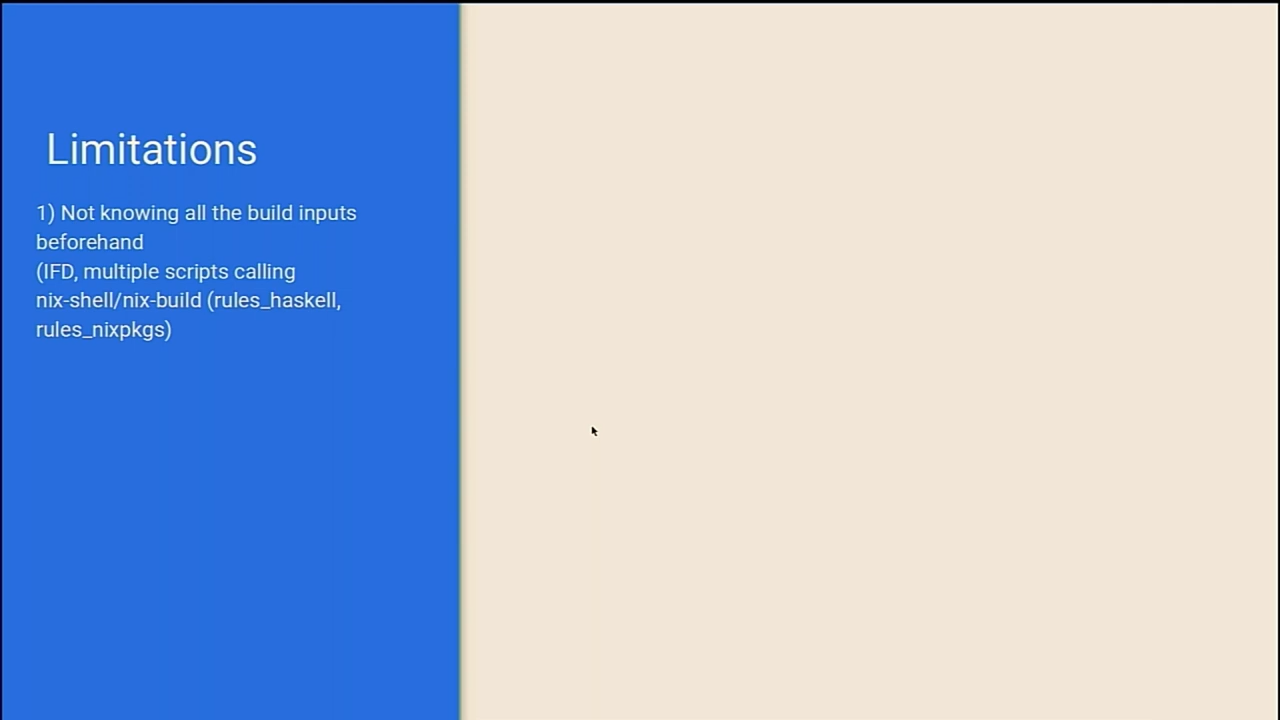 Limitations
1) Not knowing all the build inputs
beforehand
(IFD, multiple scripts calling
nix-shell/nix-build (rules_haskell,
rules_nixpkgs)